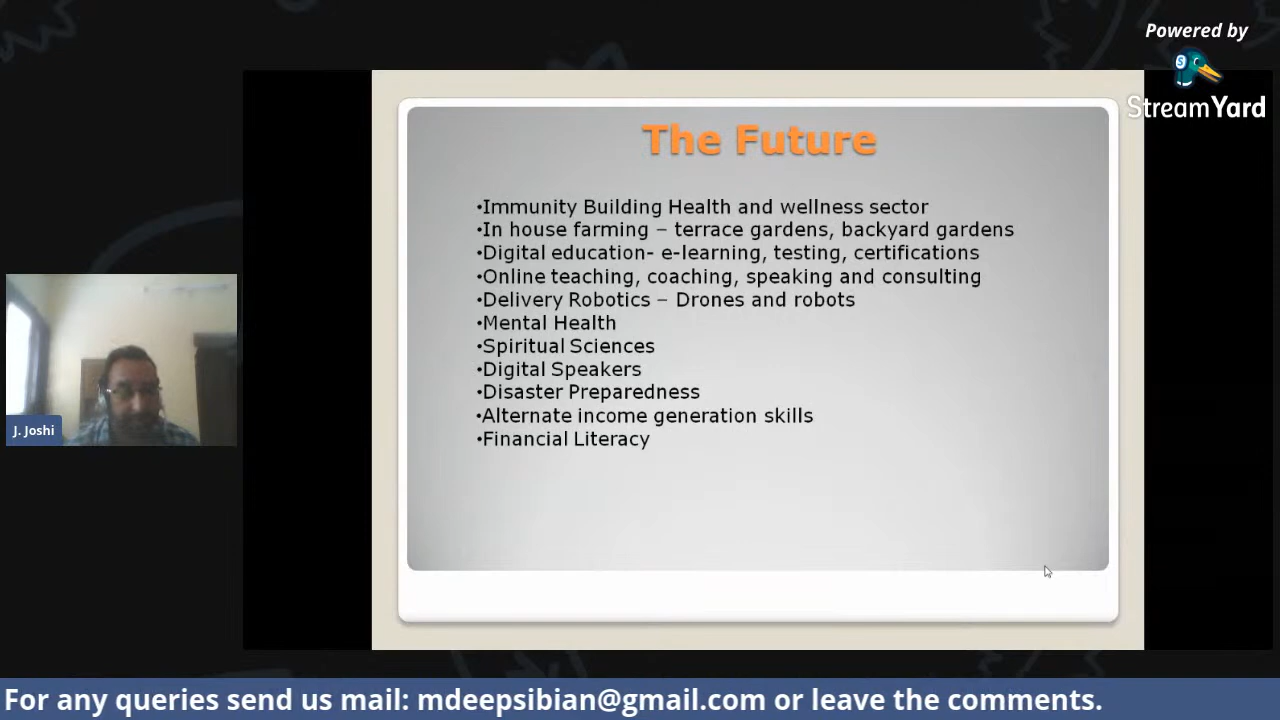 Powered by
StreamYard
The Future
•Immunity Building Health and wellness sector
•In house farming – terrace gardens, backyard gardens
•Digital education- e-learning, testing, certifications
•Online teaching, coaching, speaking and consulting
•Delivery Robotics – Drones and robots
•Mental Health
•Spiritual Sciences
•Digital Speakers
•Disaster Preparedness
•Alternate income generation skills
•Financial Literacy
J. Joshi
For any queries send us mail: mdeepsibian@gmail.com or leave the comments.